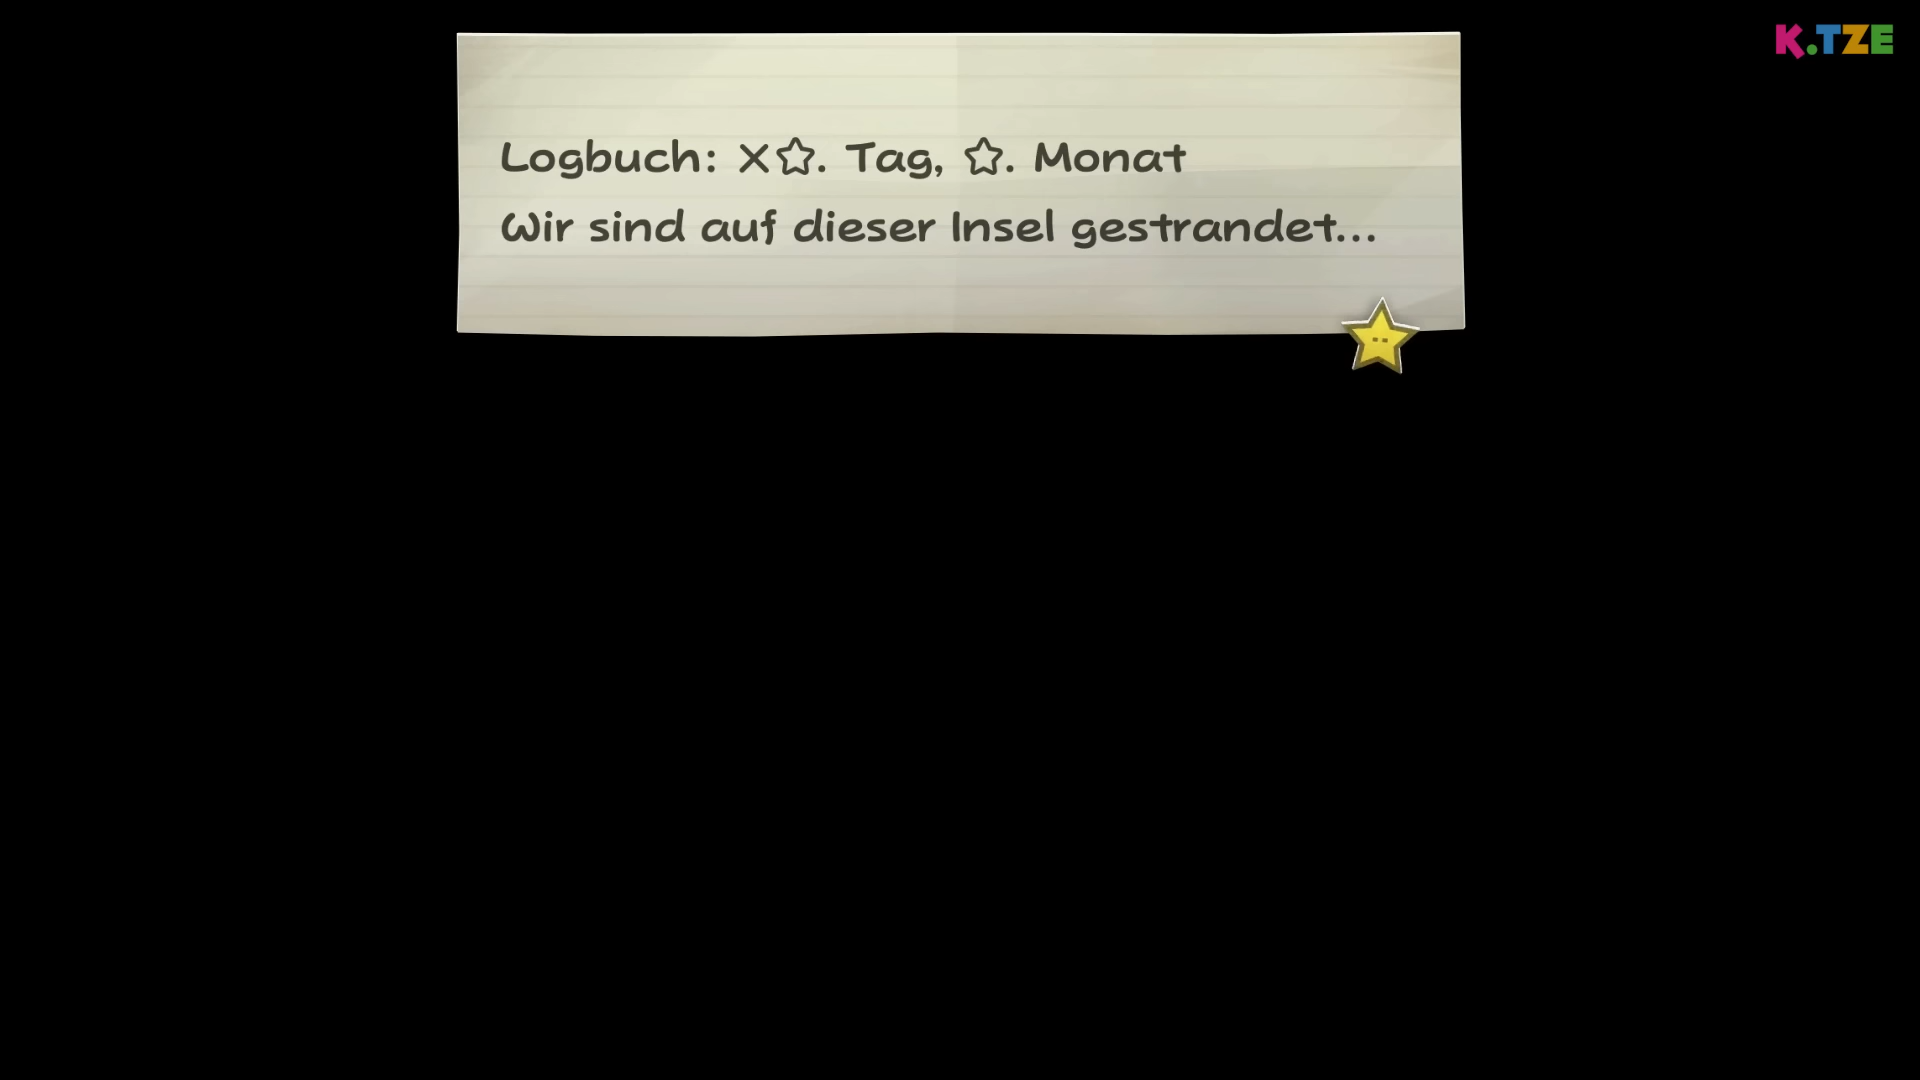 K.TZE
Logbuch: X☆. Tag, ☆. Monat
Wir sind auf dieser Insel gestrandet...